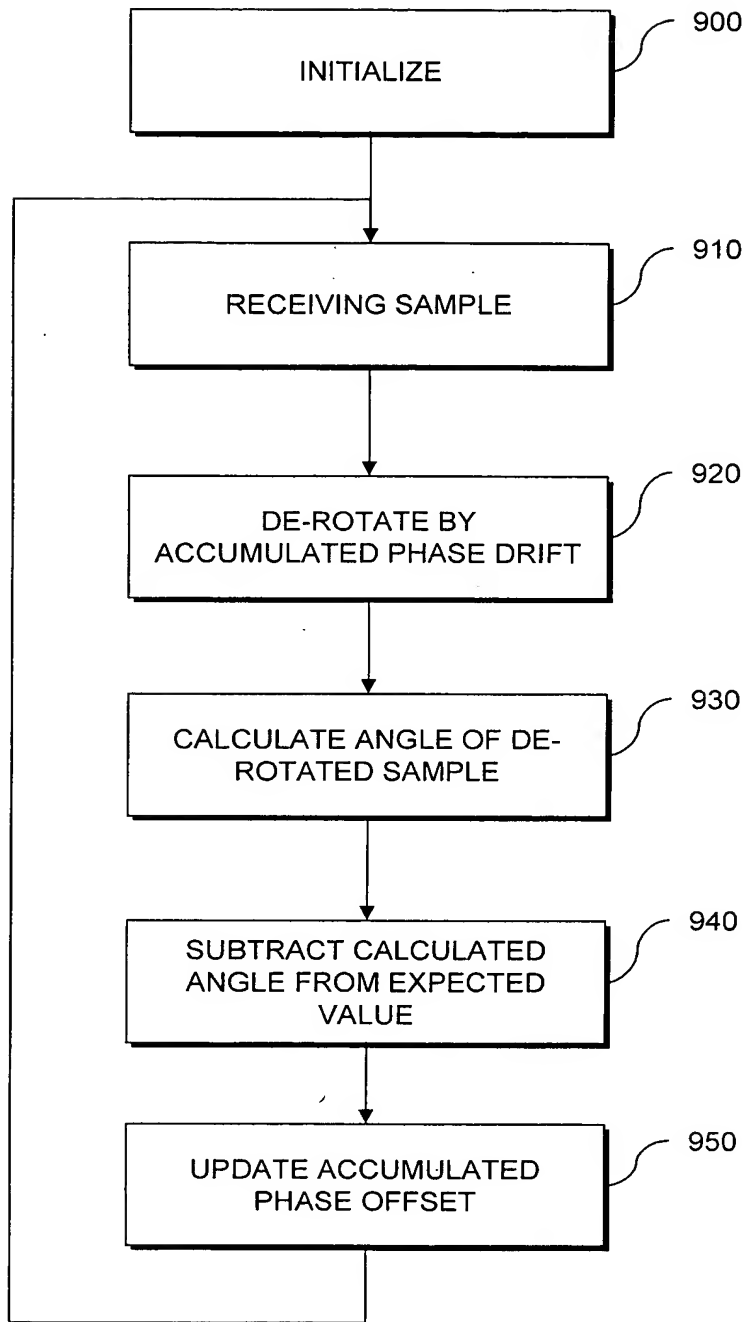 900
INITIALIZE
910
RECEIVING SAMPLE
920
DE-ROTATE BY
ACCUMULATED PHASE DRIFT
930
CALCULATE ANGLE OF DE-
ROTATED SAMPLE
940
SUBTRACT CALCULATED
ANGLE FROM EXPECTED
VALUE
950
UPDATE ACCUMULATED
PHASE OFFSET